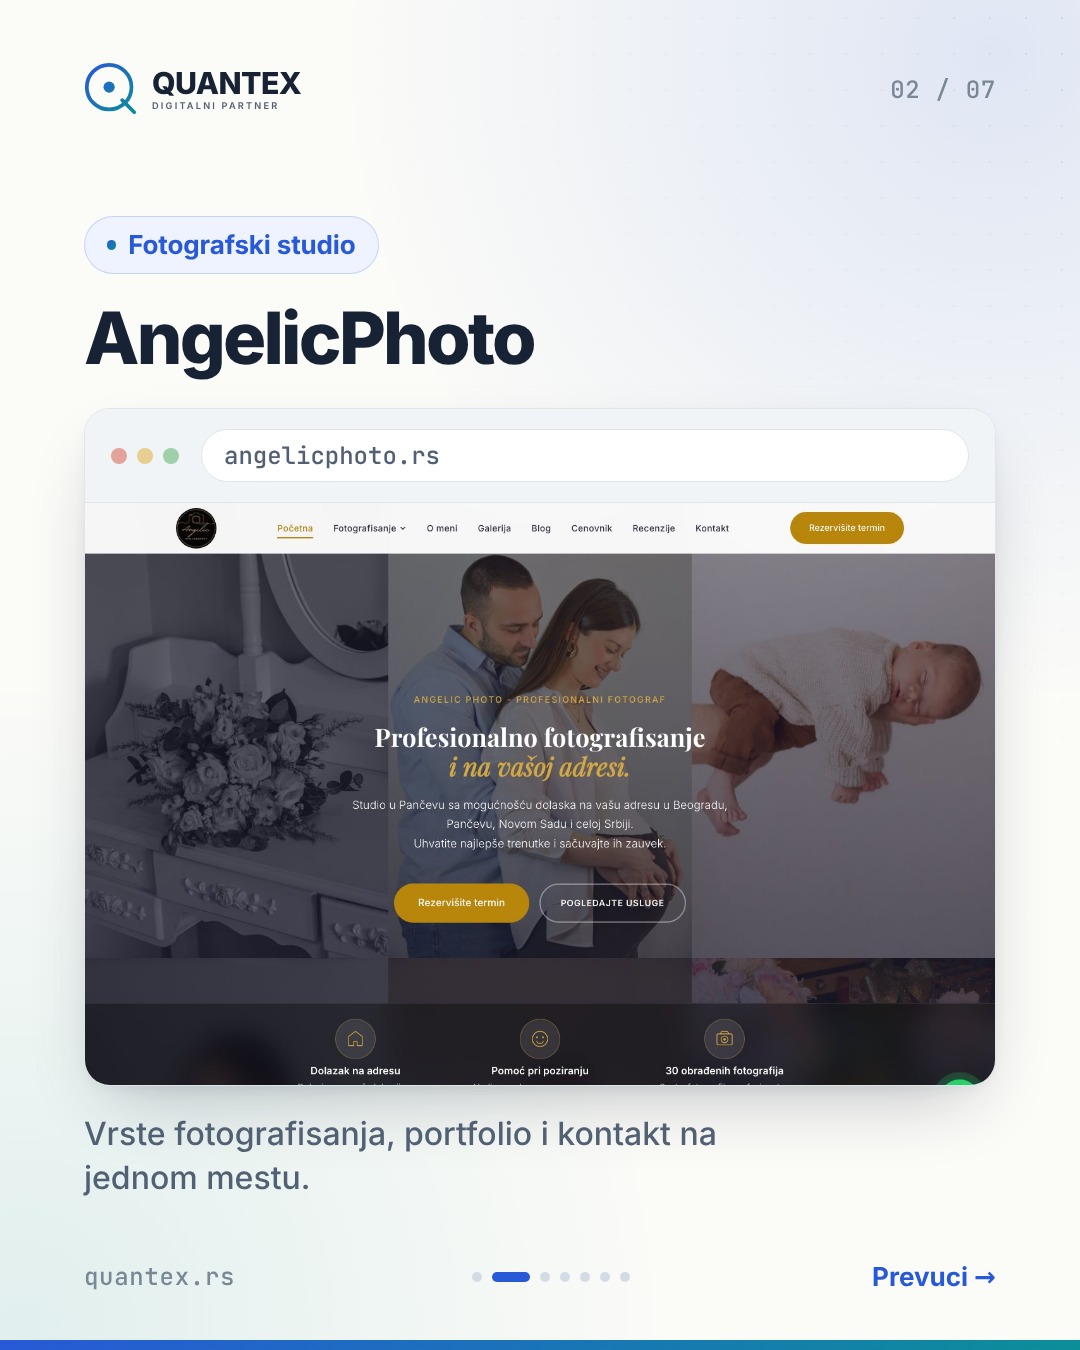 QUANTEX
DIGITALNI PARTNER
02 / 07
Fotografski studio
AngelicPhoto
angelicphoto.rs
Angelic
Početna
Fotografisanje
O meni
Galerija
Blog
Cenovnik
Recenzije
Kontakt
Rezervišite termin
ANGELIC PHOTO - PROFESIONALNI FOTOGRAF
Profesionalno fotografisanje
i na vašoj adresi.
Studio u Pančevu sa mogućnošću dolaska na vašu adresu u Beogradu,
Pančevu, Novom Sadu i celoj Srbiji.
Uhvatite najlepše trenutke i sačuvajte ih zauvek.
Rezervišite termin
POGLEDAJTE USLUGE
Dolazak na adresu
Pomoć pri poziranju
30 obrađenih fotografija
Vrste fotografisanja, portfolio i kontakt na
jednom mestu.
quantex.rs
Prevuci →